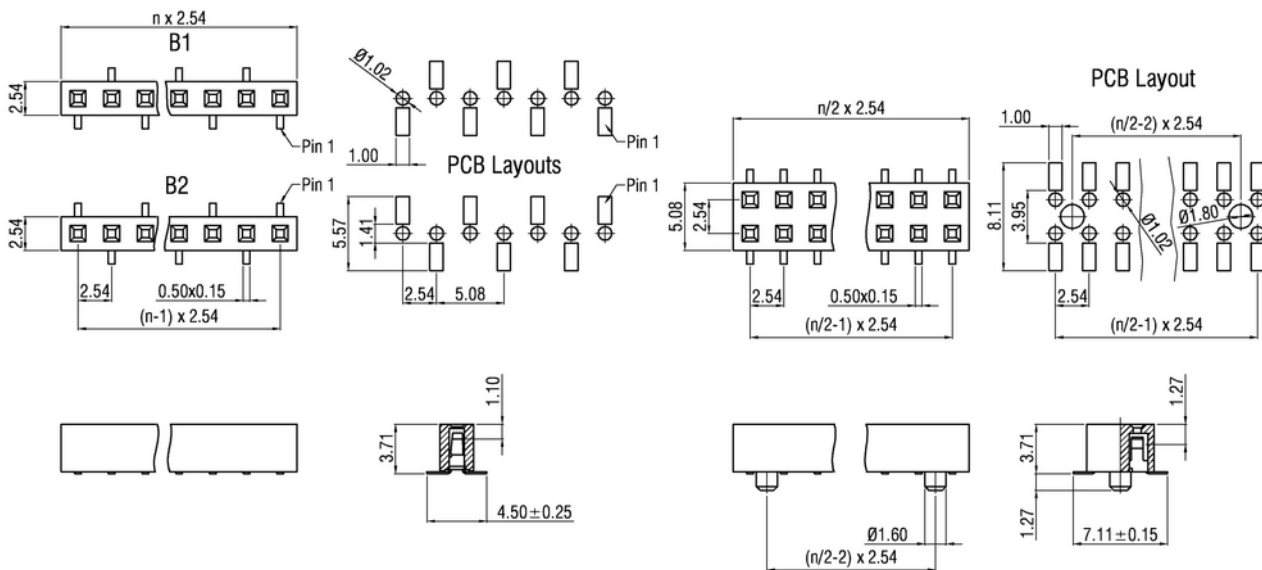 n x 2.54
B1
2.54
Pin 1
Ø1.02
1.00
Pin 1
PCB Layouts
B2
Pin 1
2.54
2.54
0.50x0.15
(n-1) x 2.54
Pin 1
5.57
1.41
2.54
5.08
n/2 x 2.54
5.08
2.54
2.54
0.50x0.15
(n/2-1) x 2.54
PCB Layout
1.00
(n/2-2) x 2.54
8.11
3.95
Ø1.02
Ø1.80
2.54
(n/2-1) x 2.54
3.71
1.10
4.50±0.25
Ø1.60
(n/2-2) x 2.54
3.71
1.27
1.27
7.11±0.15